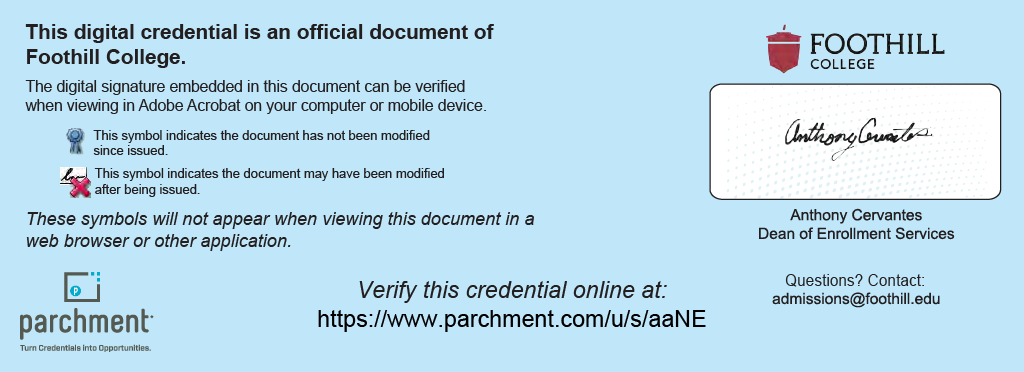 This digital credential is an official document of
Foothill College.
The digital signature embedded in this document can be verified
when viewing in Adobe Acrobat on your computer or mobile device.
This symbol indicates the document has not been modified
since issued.
This symbol indicates the document may have been modified
after being issued.
These symbols will not appear when viewing this document in a
web browser or other application.
parchment
Turn Credentials into Opportunities.
Verify this credential online at:
https://www.parchment.com/u/s/aaNE
FOOTHILL
COLLEGE
Anthony Cervantes
Anthony Cervantes
Dean of Enrollment Services
Questions? Contact:
admissions@foothill.edu